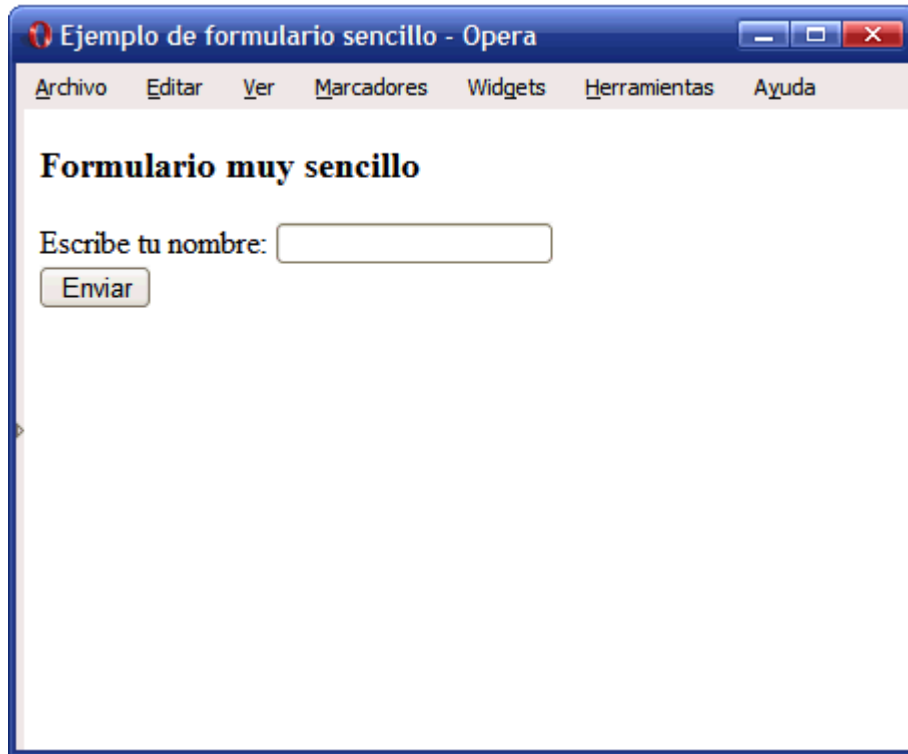 Ejemplo de formulario sencillo - Opera
Archivo Editar Ver Marcadores Widgets Herramientas Ayuda
Formulario muy sencillo
Escribe tu nombre:
Enviar